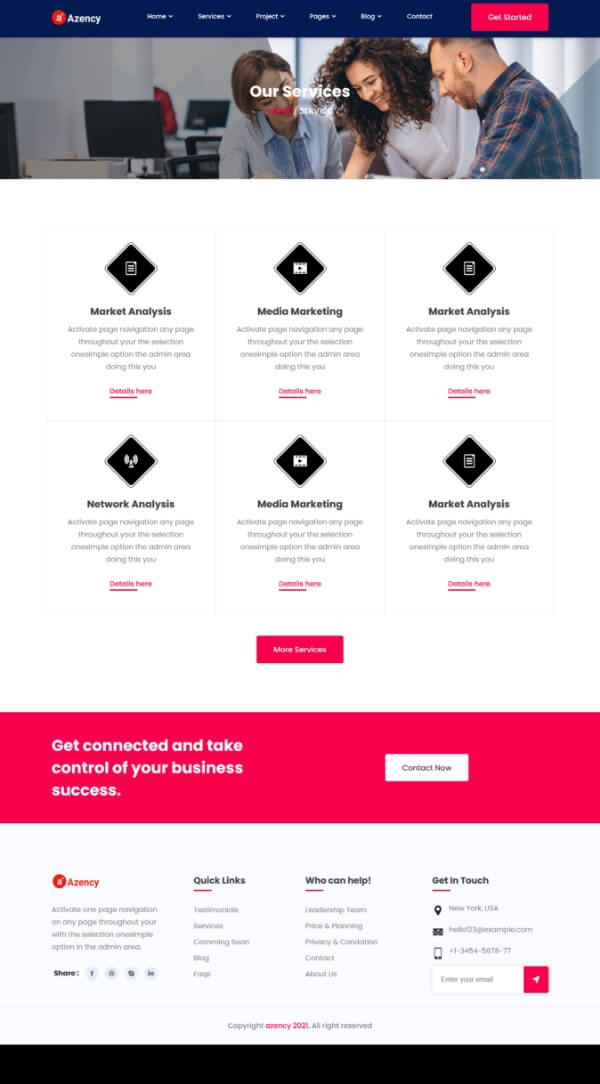 a Azency
Home Services Project Pages Blog Contact Get Started
Our Services
/ SERVICE
Market Analysis
Activate page navigation any page
throughout your the selection
onesimple option the admin area
doing this you
Details here
Media Marketing
Activate page navigation any page
throughout your the selection
onesimple option the admin area
doing this you
Details here
Market Analysis
Activate page navigation any page
throughout your the selection
onesimple option the admin area
doing this you
Details here
Network Analysis
Activate page navigation any page
throughout your the selection
onesimple option the admin area
doing this you
Details here
Media Marketing
Activate page navigation any page
throughout your the selection
onesimple option the admin area
doing this you
Details here
Market Analysis
Activate page navigation any page
throughout your the selection
onesimple option the admin area
doing this you
Details here
More Services
Get connected and take
control of your business
success.
Contact Now
a Azency
Activate one page navigation
on any page throughout your
with the selection onesimple
option in the admin area.
Share :
Quick Links
Testimonials
Services
Comming Soon
Blog
Faqs
Who can help!
Leadership Team
Price & Planning
Privacy & Condation
Contact
About Us
Get In Touch
New York, USA
hello123@example.com
+1-3454-5678-77
Enter your email
Copyright azency 2021. All right reserved